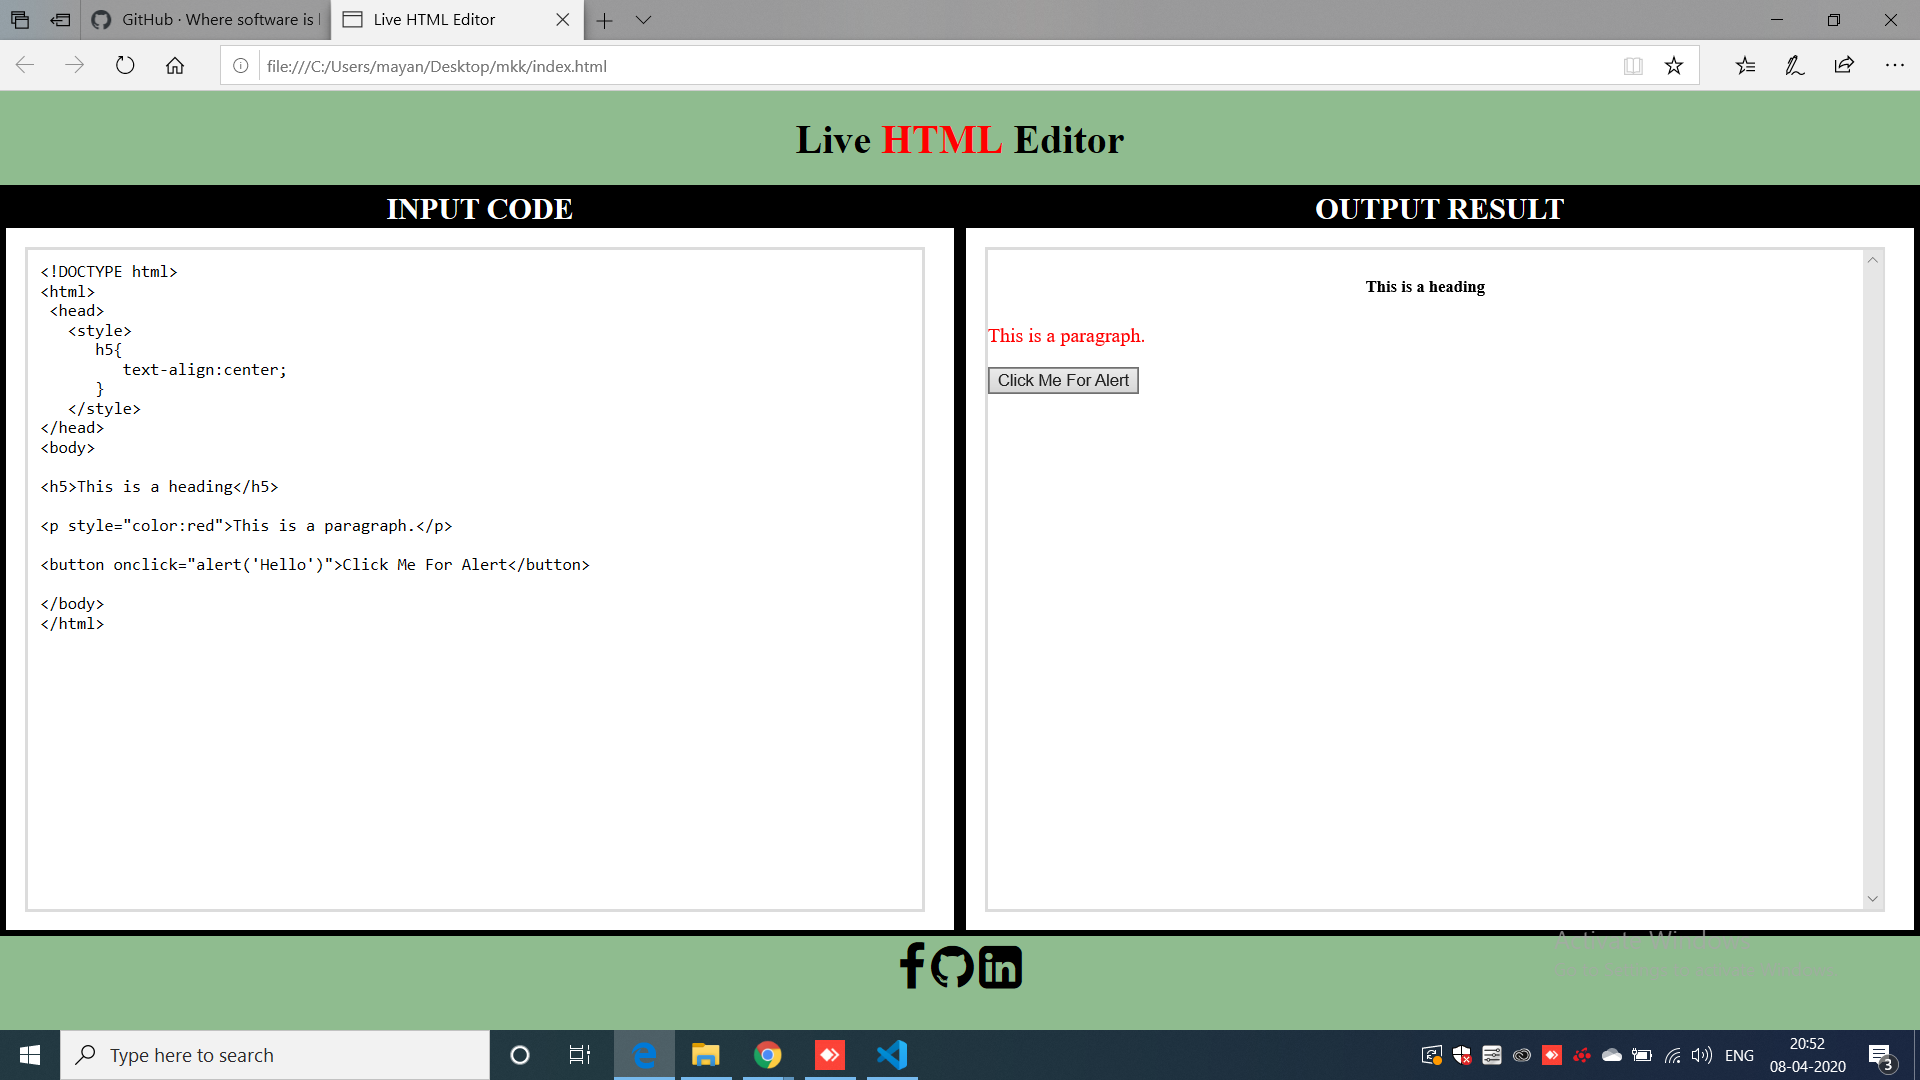 GitHub · Where software is
Live HTML Editor
file:///C:/Users/mayan/Desktop/mkk/index.html
Live HTML Editor
INPUT CODE
<!DOCTYPE html>
<html>
 <head>
   <style>
      h5{
         text-align:center;
      }
   </style>
</head>
<body>
<h5>This is a heading</h5>
<p style="color:red">This is a paragraph.</p>
<button onclick="alert('Hello')">Click Me For Alert</button>
</body>
</html>
OUTPUT RESULT
This is a heading
This is a paragraph.
Click Me For Alert
Type here to search
ENG
20:52
08-04-2020
3